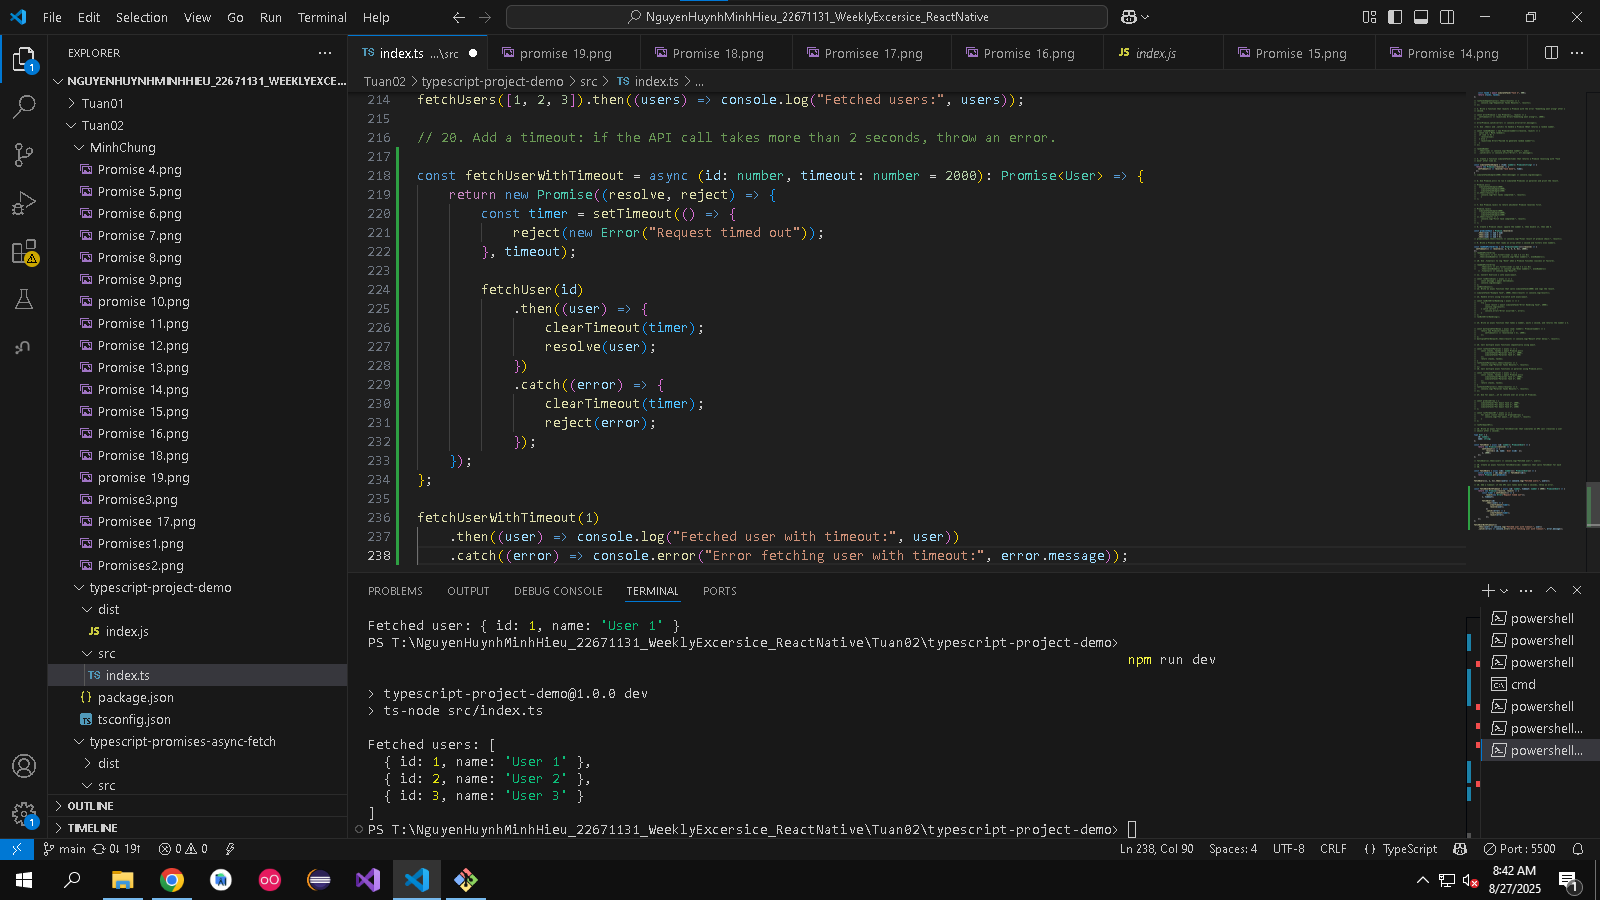 File Edit Selection View Go Run Terminal Help
NguyenHuynhMinhHieu_22671131_WeeklyExcersice_ReactNative
EXPLORER
NGUYENHUYNHMINHHIEU_22671131_WEEKLYEXCE...
Tuan01
Tuan02
MinhChung
Promise 4.png
Promise 5.png
Promise 6.png
Promise 7.png
Promise 8.png
Promise 9.png
promise 10.png
Promise 11.png
Promise 12.png
Promise 13.png
Promise 14.png
Promise 15.png
Promise 16.png
Promise 18.png
promise 19.png
Promise3.png
Promisee 17.png
Promises1.png
Promises2.png
typescript-project-demo
dist
JS index.js
src
TS index.ts
{} package.json
TS tsconfig.json
typescript-promises-async-fetch
dist
src
OUTLINE
TIMELINE
TS index.ts ...\src
promise 19.png
Promise 18.png
Promisee 17.png
Promise 16.png
JS index.js
Promise 15.png
Promise 14.png
Tuan02 > typescript-project-demo > src > TS index.ts > ...
214 fetchUsers([1, 2, 3]).then((users) => console.log("Fetched users:", users));
215
216 // 20. Add a timeout: if the API call takes more than 2 seconds, throw an error.
217
218 const fetchUserWithTimeout = async (id: number, timeout: number = 2000): Promise<User> => {
219 return new Promise((resolve, reject) => {
220 const timer = setTimeout(() => {
221 reject(new Error("Request timed out"));
222 }, timeout);
223
224 fetchUser(id)
225 .then((user) => {
226 clearTimeout(timer);
227 resolve(user);
228 })
229 .catch((error) => {
230 clearTimeout(timer);
231 reject(error);
232 });
233 });
234 };
235
236 fetchUserWithTimeout(1)
237 .then((user) => console.log("Fetched user with timeout:", user))
238 .catch((error) => console.error("Error fetching user with timeout:", error.message));
PROBLEMS OUTPUT DEBUG CONSOLE TERMINAL PORTS
Fetched user: { id: 1, name: 'User 1' }
PS T:\NguyenHuynhMinhHieu_22671131_WeeklyExcersice_ReactNative\Tuan02\typescript-project-demo>
npm run dev
> typescript-project-demo@1.0.0 dev
> ts-node src/index.ts
Fetched users: [
{ id: 1, name: 'User 1' },
{ id: 2, name: 'User 2' },
{ id: 3, name: 'User 3' }
]
PS T:\NguyenHuynhMinhHieu_22671131_WeeklyExcersice_ReactNative\Tuan02\typescript-project-demo>
powershell
powershell
powershell
cmd
powershell
powershell...
powershell...
main 0↓ 19↑ 0 0
Ln 238, Col 90 Spaces: 4 UTF-8 CRLF {} TypeScript Port : 5500
8:42 AM
8/27/2025
1